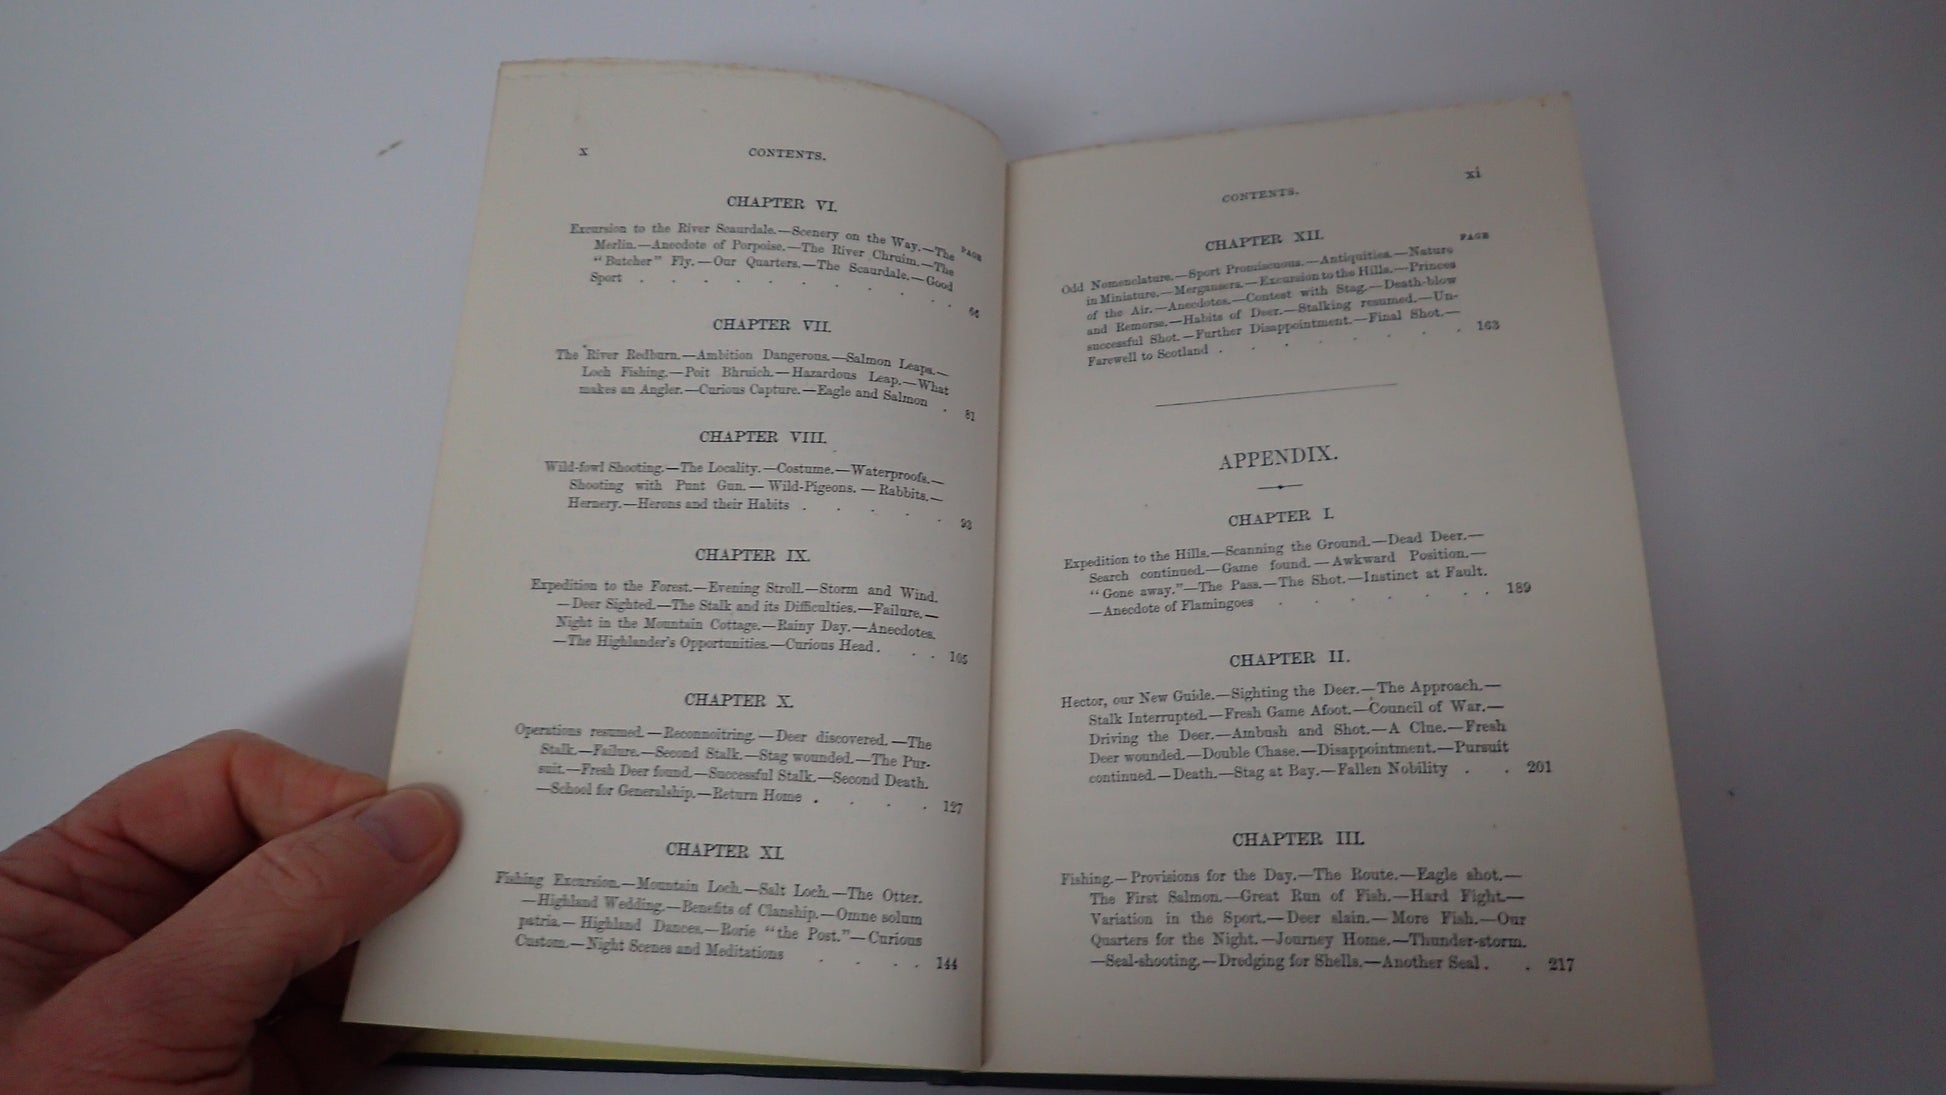 x
CONTENTS.
CHAPTER VI.
PAGE
Excursion to the River Scaurdale.—Scenery on the Way.—The
Merlin.—Anecdote of Porpoise.—The River Chruim.—The
"Butcher" Fly.—Our Quarters.—The Scaurdale.—Good
Sport . . . . . . . . . . 66
CHAPTER VII.
The River Redburn.—Ambition Dangerous.—Salmon Leaps.—
Loch Fishing.—Poit Bhruich.—Hazardous Leap.—What
makes an Angler.—Curious Capture.—Eagle and Salmon . 81
CHAPTER VIII.
Wild-fowl Shooting.—The Locality.—Costume.—Waterproofs.—
Shooting with Punt Gun.—Wild-Pigeons.—Rabbits.—
Hernery.—Herons and their Habits . . . . . 93
CHAPTER IX.
Expedition to the Forest.—Evening Stroll.—Storm and Wind.
—Deer Sighted.—The Stalk and its Difficulties.—Failure.—
Night in the Mountain Cottage.—Rainy Day.—Anecdotes.
—The Highlander's Opportunities.—Curious Head . . . 105
CHAPTER X.
Operations resumed.—Reconnoitring.—Deer discovered.—The
Stalk.—Failure.—Second Stalk.—Stag wounded.—The Pur-
suit.—Fresh Deer found.—Successful Stalk.—Second Death.
—School for Generalship.—Return Home . . . . 127
CHAPTER XI.
Fishing Excursion.—Mountain Loch.—Salt Loch.—The Otter.
—Highland Wedding.—Benefits of Clanship.—Omne solum
patria.—Highland Dances.—Rorie "the Post."—Curious
Custom.—Night Scenes and Meditations . . . . 144
xi
CONTENTS.
CHAPTER XII.
PAGE
Odd Nomenclature.—Sport Promiscuous.—Antiquities.—Nature
in Miniature.—Mergansers.—Excursion to the Hills.—Princes
of the Air.—Anecdotes.—Contest with Stag.—Death-blow
and Remorse.—Habits of Deer.—Stalking resumed.—Un-
successful Shot.—Further Disappointment.—Final Shot.—
Farewell to Scotland . . . . . . . . 163
APPENDIX.
CHAPTER I.
Expedition to the Hills.—Scanning the Ground.—Dead Deer.—
Search continued.—Game found.—Awkward Position.—
"Gone away."—The Pass.—The Shot.—Instinct at Fault.
—Anecdote of Flamingoes . . . . . . . 189
CHAPTER II.
Hector, our New Guide.—Sighting the Deer.—The Approach.—
Stalk Interrupted.—Fresh Game Afoot.—Council of War.—
Driving the Deer.—Ambush and Shot.—A Clue.—Fresh
Deer wounded.—Double Chase.—Disappointment.—Pursuit
continued.—Death.—Stag at Bay.—Fallen Nobility . . 201
CHAPTER III.
Fishing.—Provisions for the Day.—The Route.—Eagle shot.—
The First Salmon.—Great Run of Fish.—Hard Fight.—
Variation in the Sport.—Deer slain.—More Fish.—Our
Quarters for the Night.—Journey Home.—Thunder-storm.
—Seal-shooting.—Dredging for Shells.—Another Seal . . 217